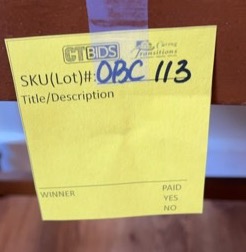 CTBIDS Caring Transitions
SKU(Lot)#: OBC 113
Title/Description
WINNER PAID
YES
NO